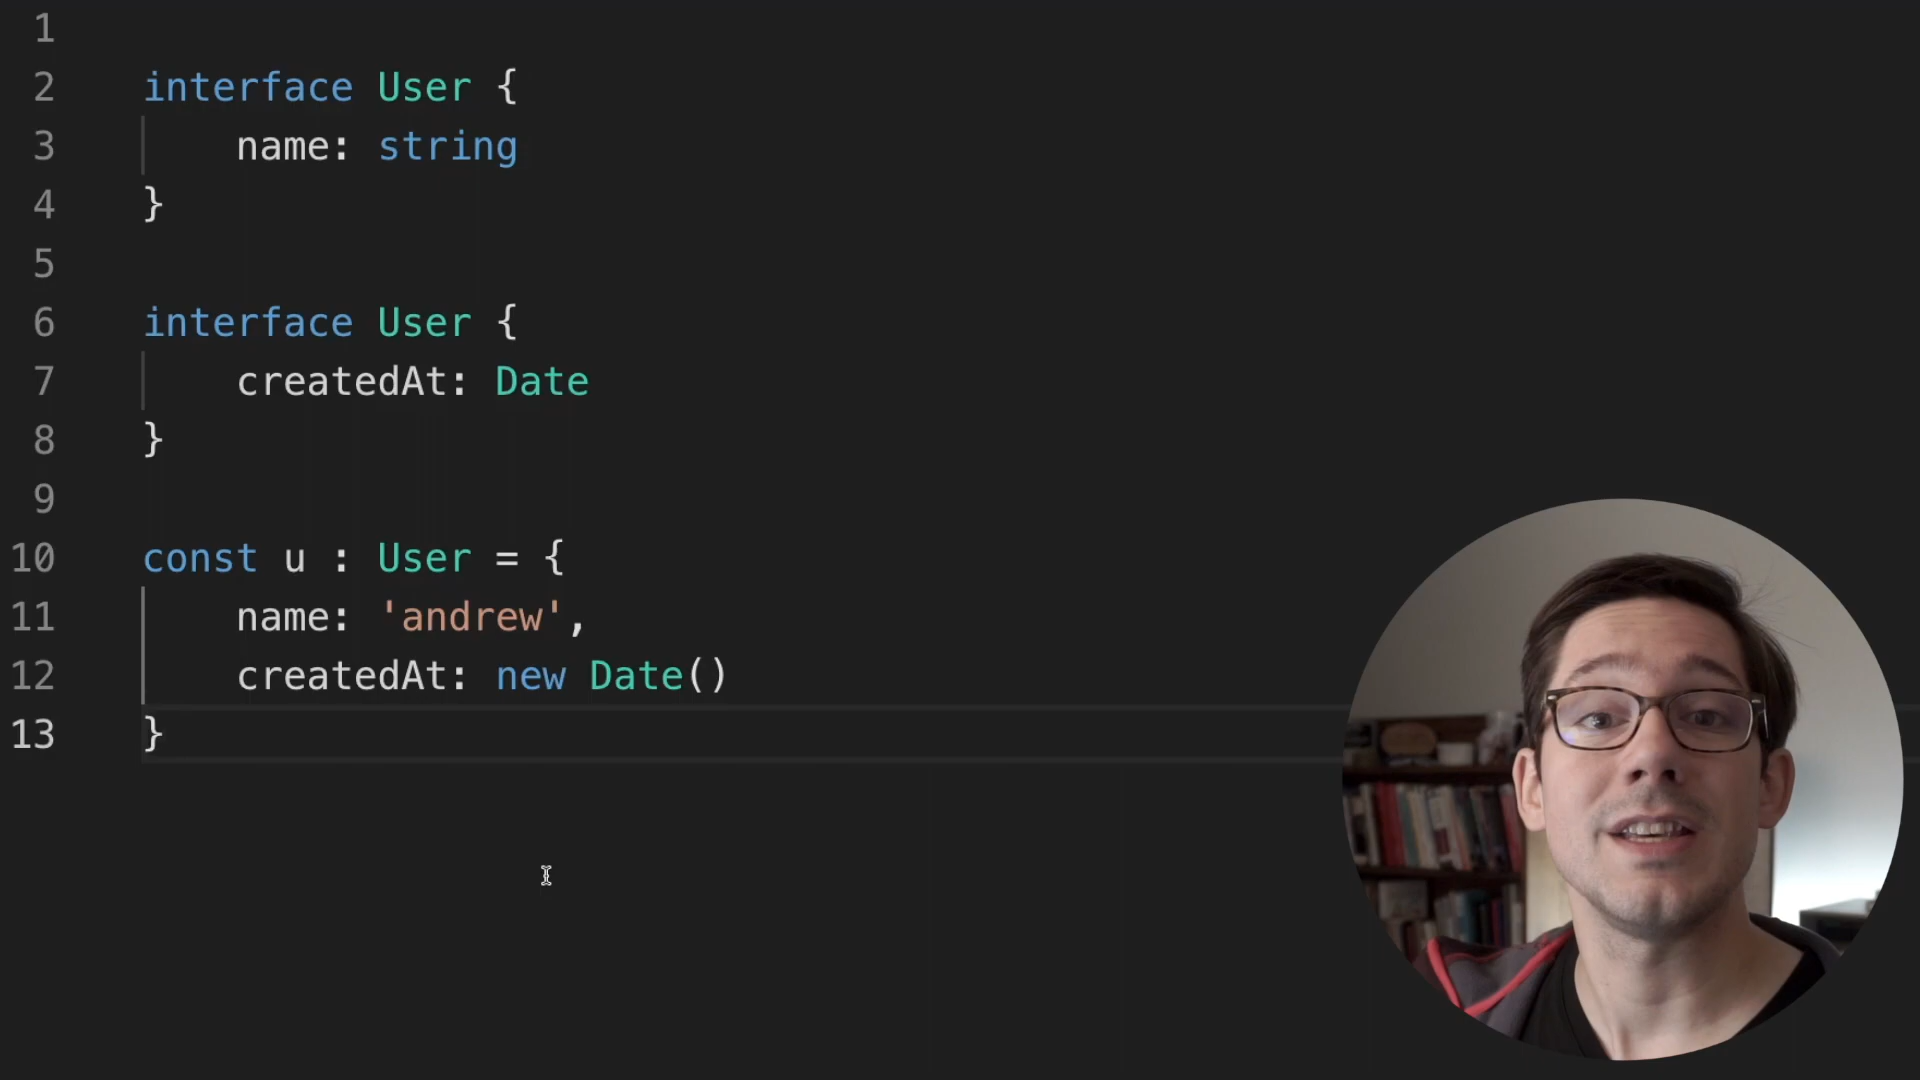 1
2 interface User {
3 name: string
4 }
5
6 interface User {
7 createdAt: Date
8 }
9
10 const u : User = {
11 name: 'andrew',
12 createdAt: new Date()
13 }